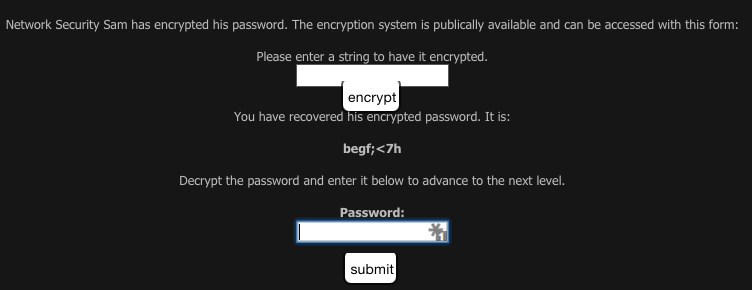 Network Security Sam has encrypted his password. The encryption system is publically available and can be accessed with this form:
Please enter a string to have it encrypted.
encrypt
You have recovered his encrypted password. It is:
begf;<7h
Decrypt the password and enter it below to advance to the next level.
Password:
submit